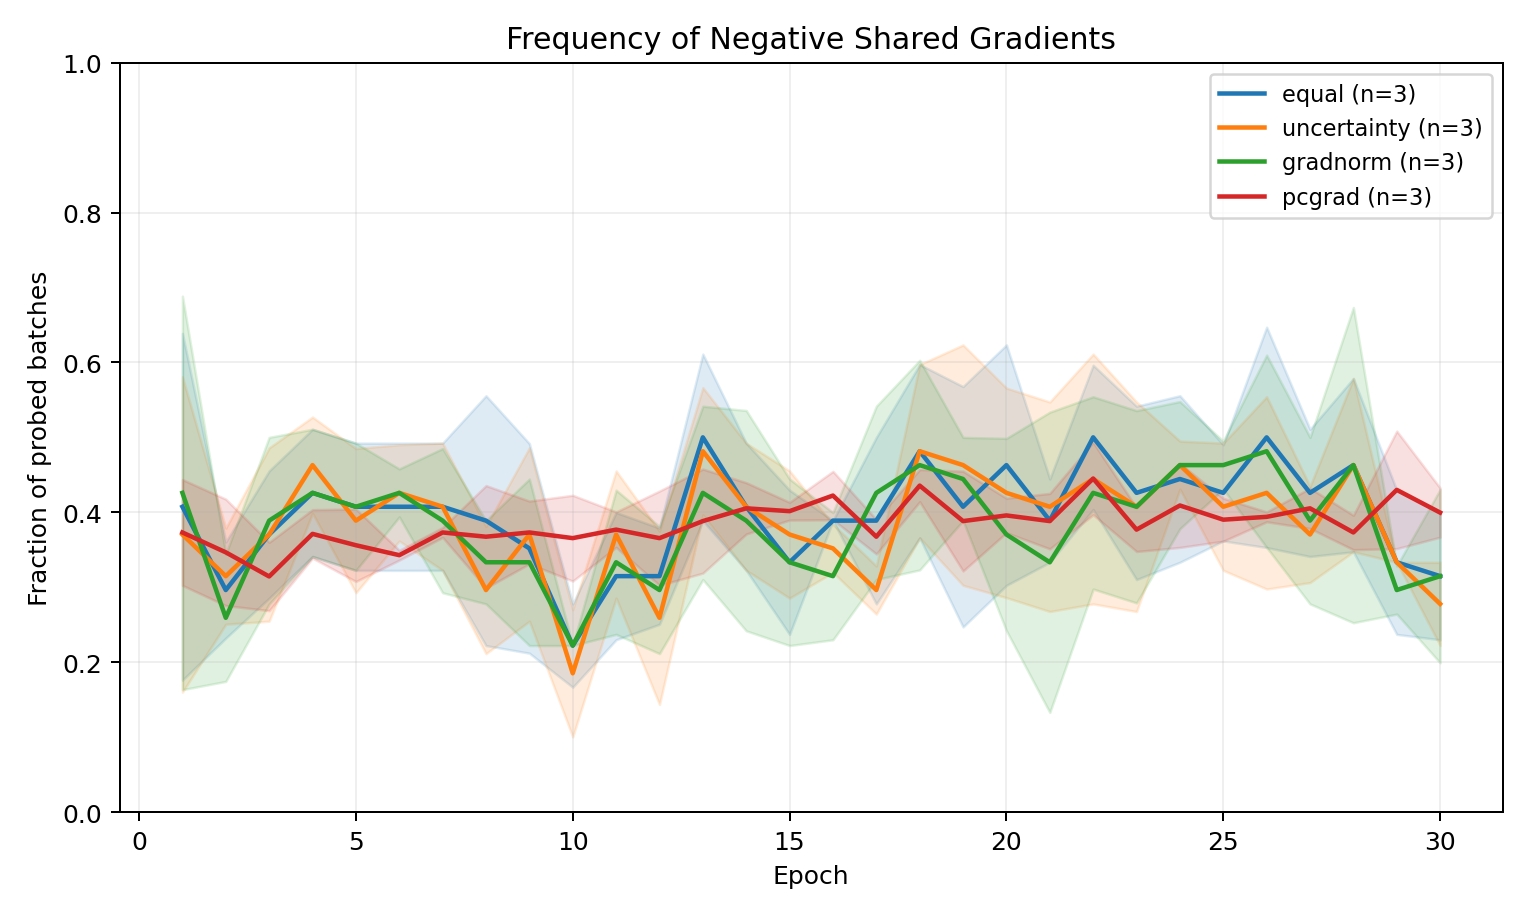 Frequency of Negative Shared Gradients
Fraction of probed batches
1.0
0.8
0.6
0.4
0.2
0.0
equal (n=3)
uncertainty (n=3)
gradnorm (n=3)
pcgrad (n=3)
0 5 10 15 20 25 30
Epoch